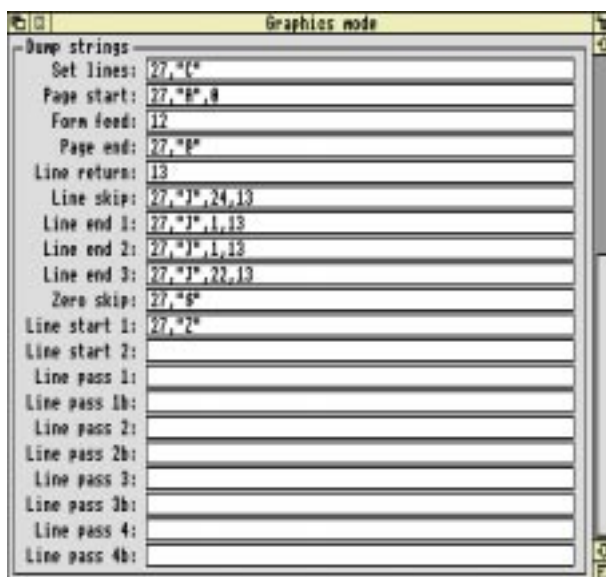 Graphics mode
Dump strings
Set lines: 27,"C"
Page start: 27,"A",0
Form feed: 12
Page end: 27,"@"
Line return: 13
Line skip: 27,"J",24,13
Line end 1: 27,"J",1,13
Line end 2: 27,"J",1,13
Line end 3: 27,"J",22,13
Zero skip:
Line start 1: 27,"Z"
Line start 2:
Line pass 1:
Line pass 1b:
Line pass 2:
Line pass 2b:
Line pass 3:
Line pass 3b:
Line pass 4:
Line pass 4b: